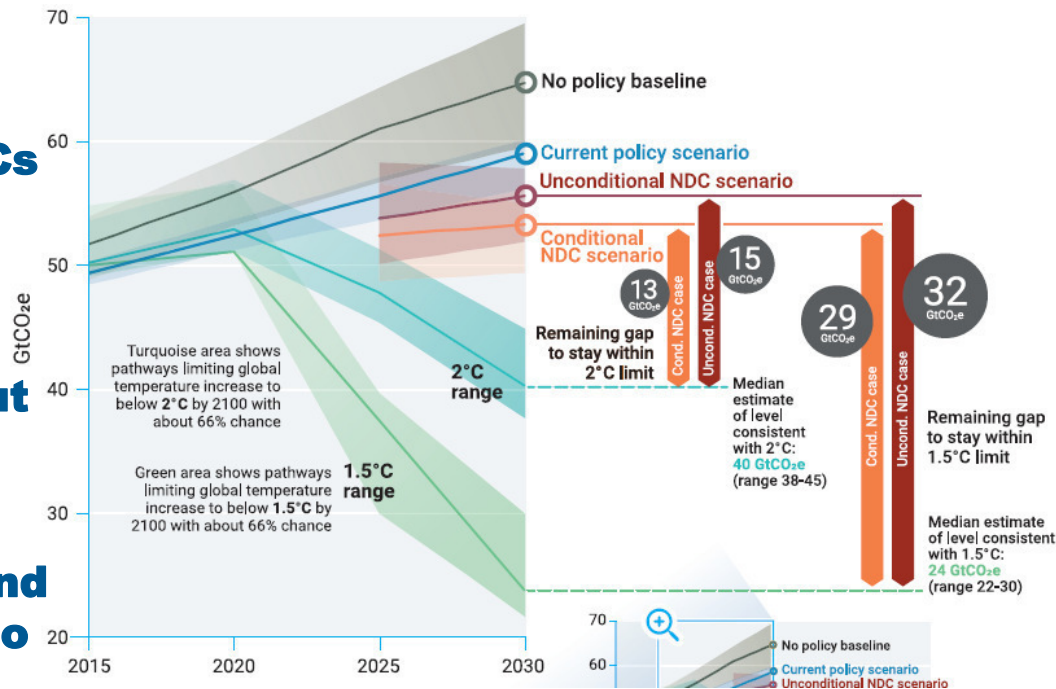 70
60
50
40
30
20
GtCO₂e
2015
2020
2025
2030
No policy baseline
Current policy scenario
Unconditional NDC scenario
Conditional
NDC scenario
Turquoise area shows
pathways limiting global
temperature increase to
below 2°C by 2100 with
about 66% chance
Green area shows pathways
limiting global temperature
increase to below 1.5°C by
2100 with about 66% chance
2°C
range
1.5°C
range
13
GtCO₂e
15
GtCO₂e
Cond. NDC case
Uncond. NDC case
Remaining gap
to stay within
2°C limit
Median
estimate
of level
consistent
with 2°C:
40 GtCO₂e
(range 38-45)
29
GtCO₂e
32
GtCO₂e
Cond. NDC case
Uncond. NDC case
Remaining gap
to stay within
1.5°C limit
Median estimate
of level consistent
with 1.5°C:
24 GtCO₂e
(range 22-30)
70
60
No policy baseline
Current policy scenario
Unconditional NDC scenario